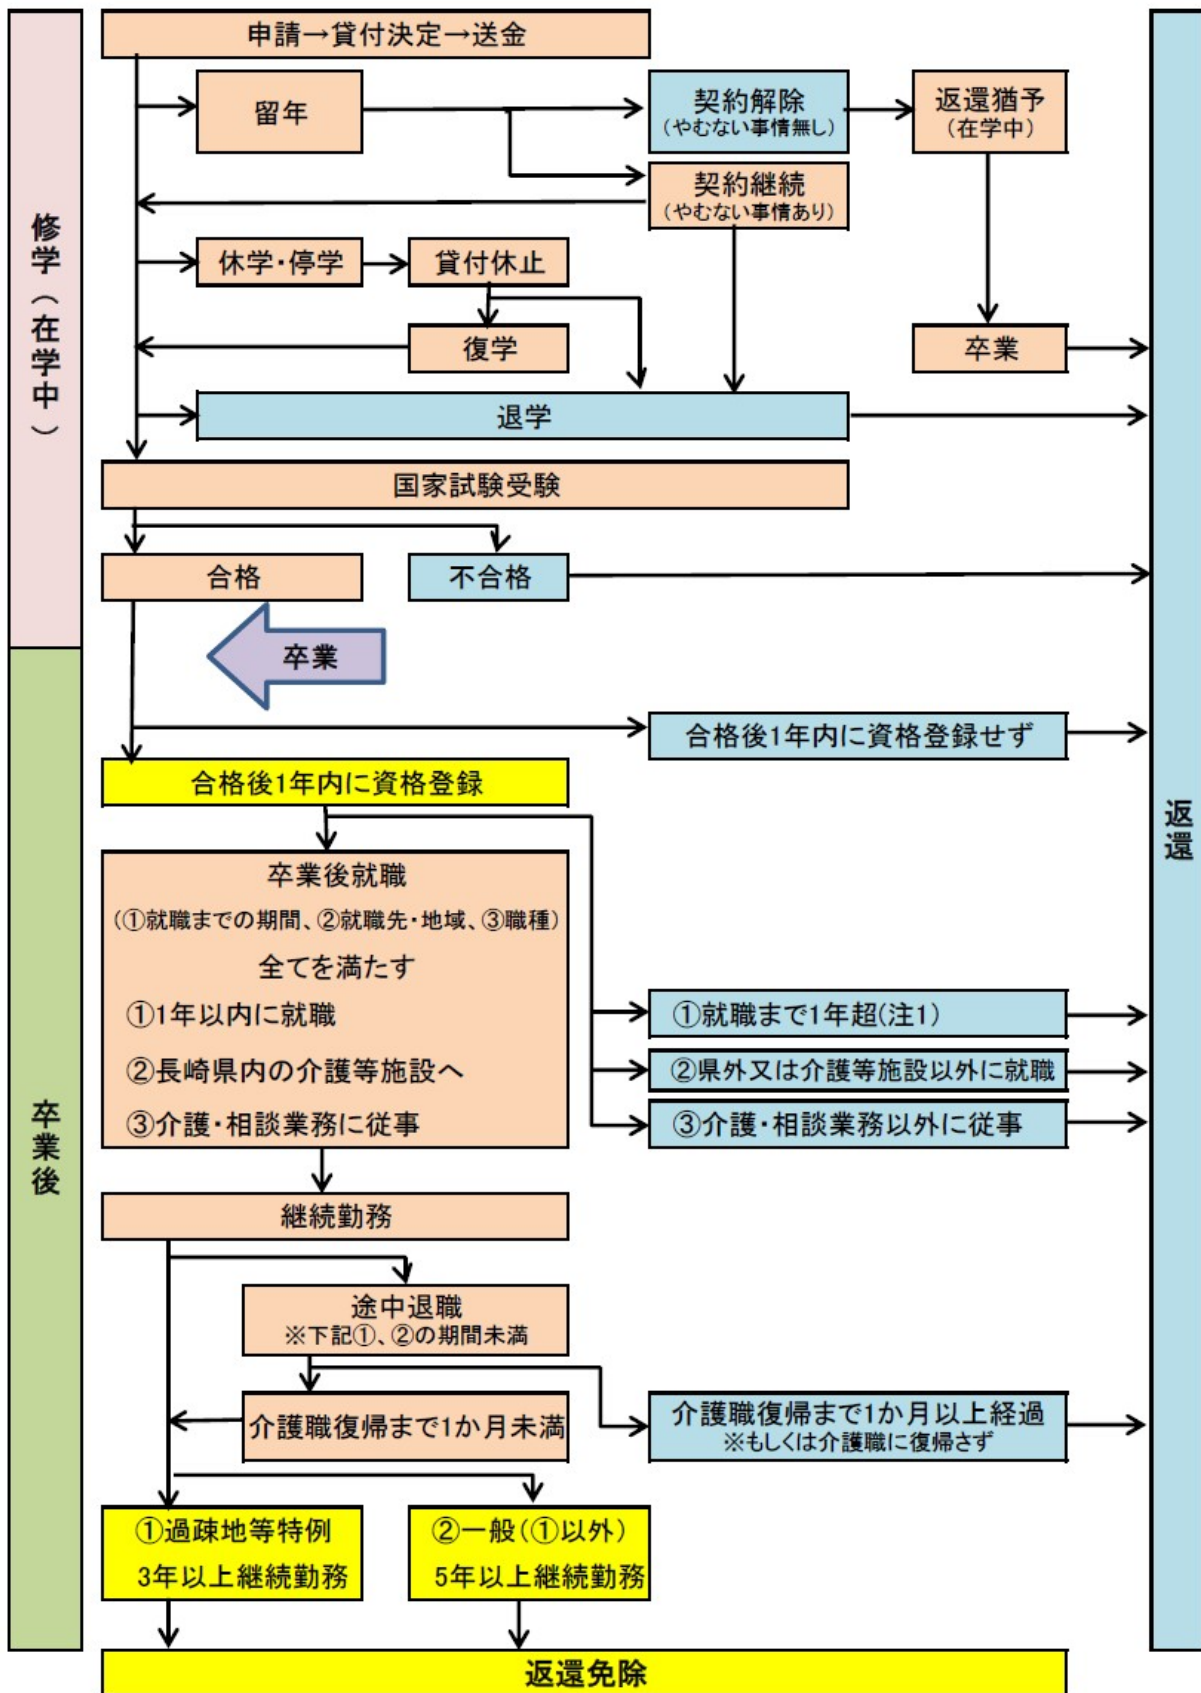 修学（在学中）
申請→貸付決定→送金
留年
契約解除
（やむない事情無し）
返還猶予
（在学中）
契約継続
（やむない事情あり）
休学・停学
貸付休止
復学
卒業
退学
国家試験受験
合格
不合格
卒業
卒業後
合格後1年内に資格登録せず
合格後1年内に資格登録
返還
卒業後就職
（①就職までの期間、②就職先・地域、③職種）
全てを満たす
①1年以内に就職
②長崎県内の介護等施設へ
③介護・相談業務に従事
①就職まで1年超(注1)
②県外又は介護等施設以外に就職
③介護・相談業務以外に従事
継続勤務
途中退職
※下記①、②の期間未満
介護職復帰まで1か月未満
介護職復帰まで1か月以上経過
※もしくは介護職に復帰さず
①過疎地等特例
3年以上継続勤務
②一般（①以外）
5年以上継続勤務
返還免除